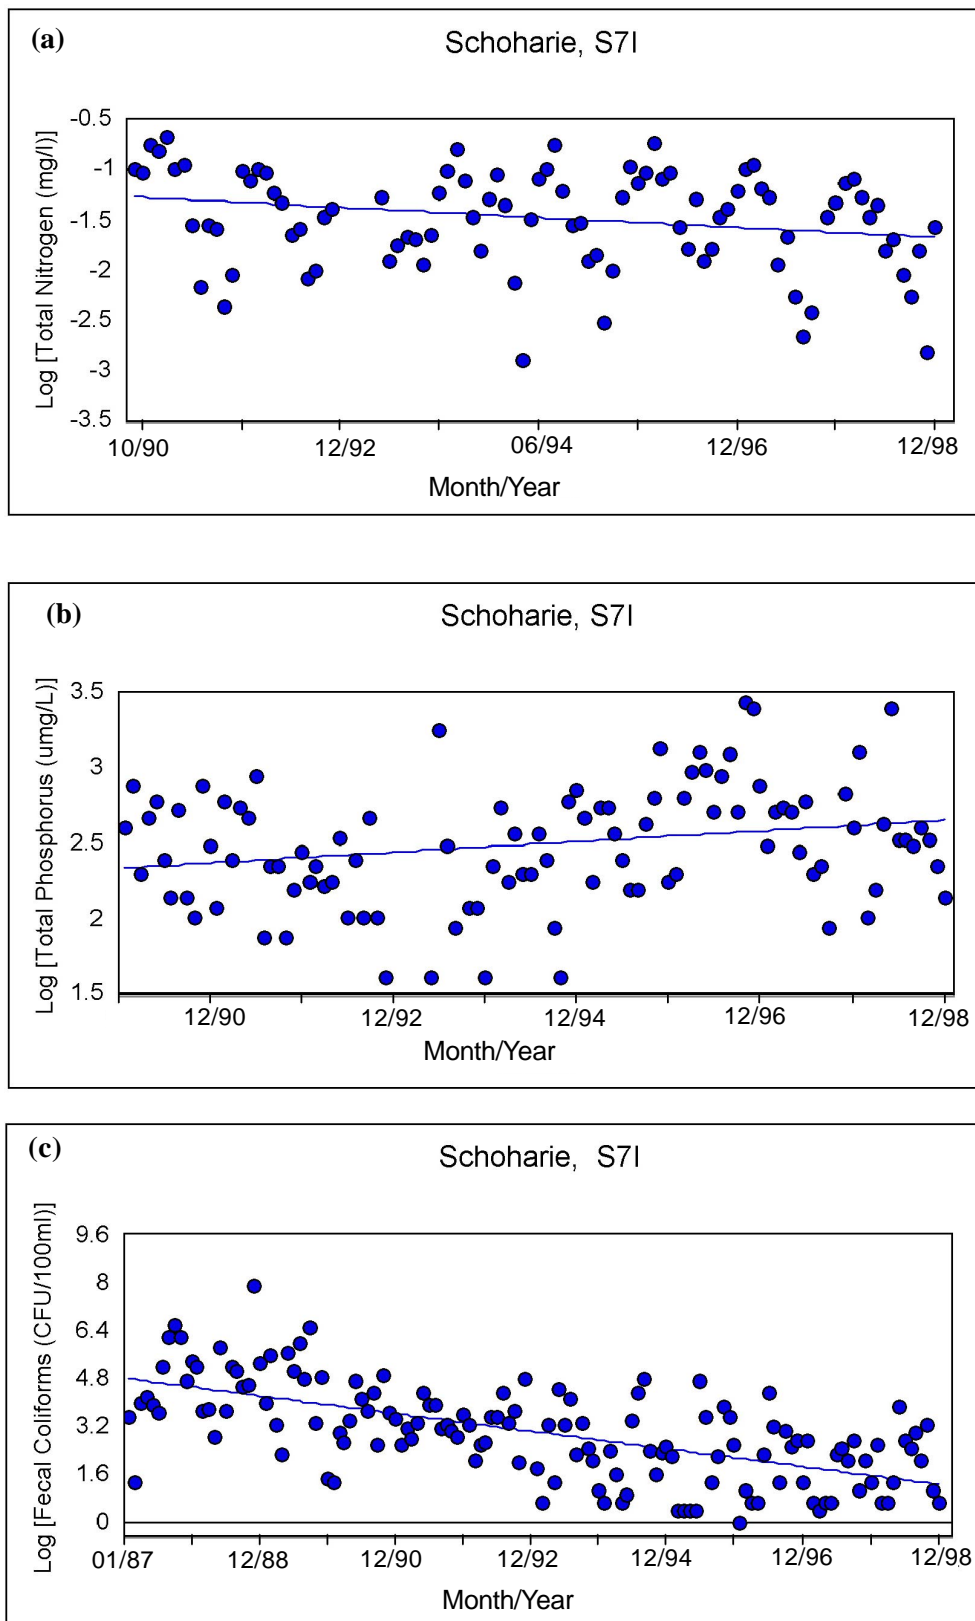 (a)
Schoharie, S7I
Log [Total Nitrogen (mg/l)]
-0.5
-1
-1.5
-2
-2.5
-3
-3.5
10/90 12/92 06/94 12/96 12/98
Month/Year
(b)
Schoharie, S7I
Log [Total Phosphorus (umg/L)]
3.5
3
2.5
2
1.5
12/90 12/92 12/94 12/96 12/98
Month/Year
(c)
Schoharie, S7I
Log [Fecal Coliforms (CFU/100ml)]
9.6
8
6.4
4.8
3.2
1.6
0
01/87 12/88 12/90 12/92 12/94 12/96 12/98
Month/Year